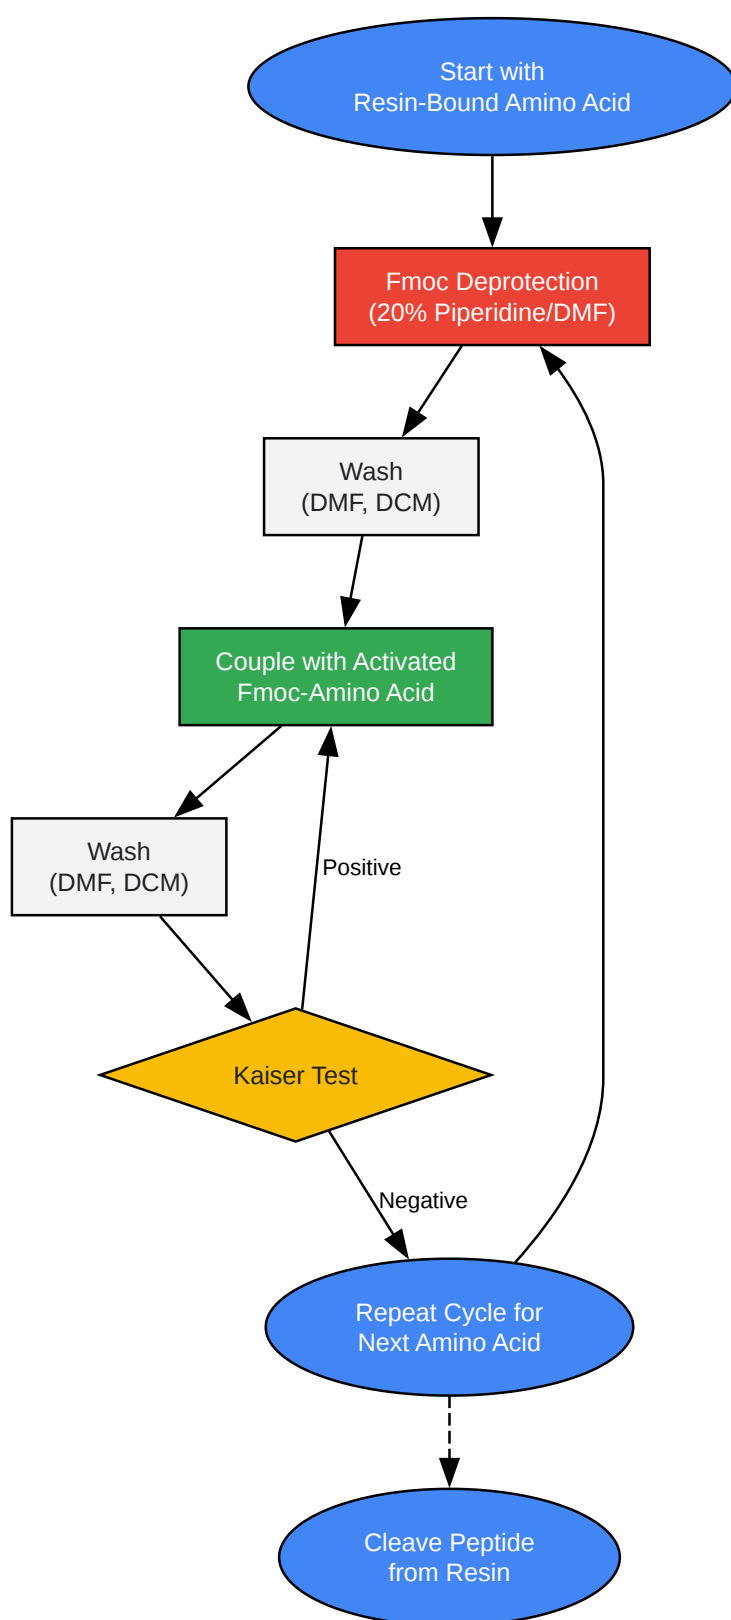 Start with
Resin-Bound Amino Acid
Fmoc Deprotection
(20% Piperidine/DMF)
Wash
(DMF, DCM)
Couple with Activated
Fmoc-Amino Acid
Wash
(DMF, DCM)
Positive
Kaiser Test
Negative
Repeat Cycle for
Next Amino Acid
Cleave Peptide
from Resin